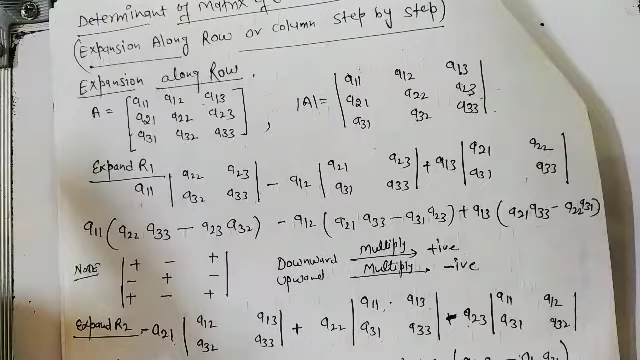 Determinant of Matrix of
(Expansion Along Row or column step by step)
Expansion along Row.
A = [a11 a12 a13 a21 a22 a23 a31 a32 a33] , |A| = |a11 a12 a13 a21 a22 a23 a31 a32 a33|
Expand R1
a11 |a22 a23 a32 a33| - a12 |a21 a23 a31 a33| + a13 |a21 a22 a31 a33|
a11(a22 a33 - a23 a32) - a12(a21 a33 - a31 a23) + a13(a21 a33 - a22 a31)
NOTE |+ - + - + - + - +| Downward Multiply +ive
Upward Multiply -ive
Expand R2 - a21 |a12 a13 a32 a33| + a22 |a11 a13 a31 a33| - a23 |a11 a12 a31 a32|